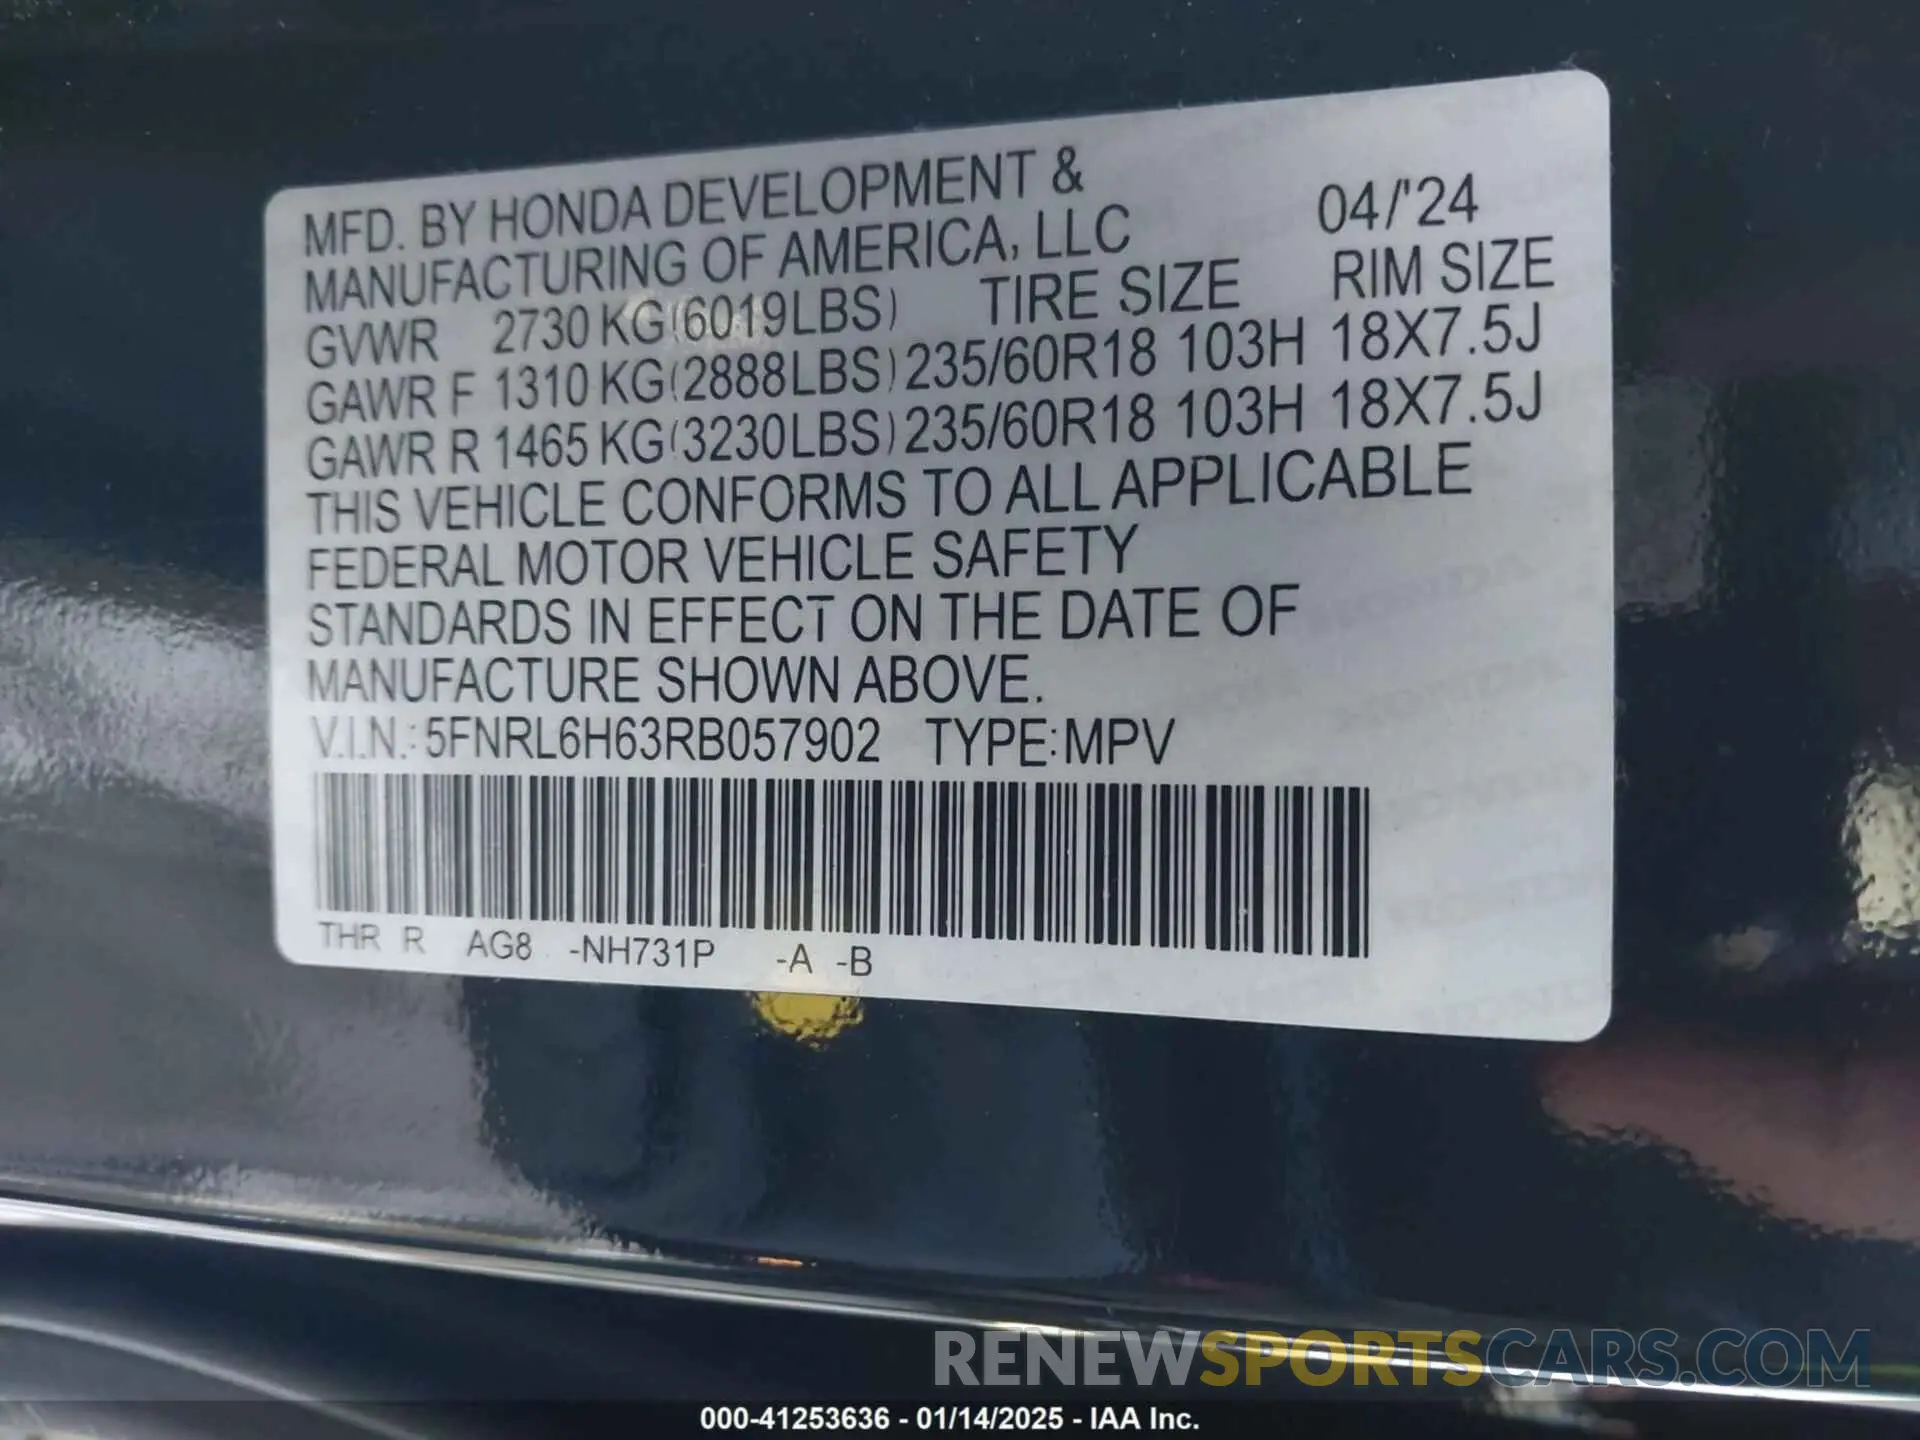 MFD. BY HONDA DEVELOPMENT &
MANUFACTURING OF AMERICA, LLC 04/'24
GVWR 2730 KG(6019LBS) TIRE SIZE RIM SIZE
GAWR F 1310 KG(2888LBS)235/60R18 103H 18X7.5J
GAWR R 1465 KG(3230LBS)235/60R18 103H 18X7.5J
THIS VEHICLE CONFORMS TO ALL APPLICABLE
FEDERAL MOTOR VEHICLE SAFETY
STANDARDS IN EFFECT ON THE DATE OF
MANUFACTURE SHOWN ABOVE.
V.I.N.: 5FNRL6H63RB057902 TYPE:MPV
THR R AG8 -NH731P -A -B
RENEWSPORTSCARS.COM
000-41253636 - 01/14/2025 - IAA Inc.